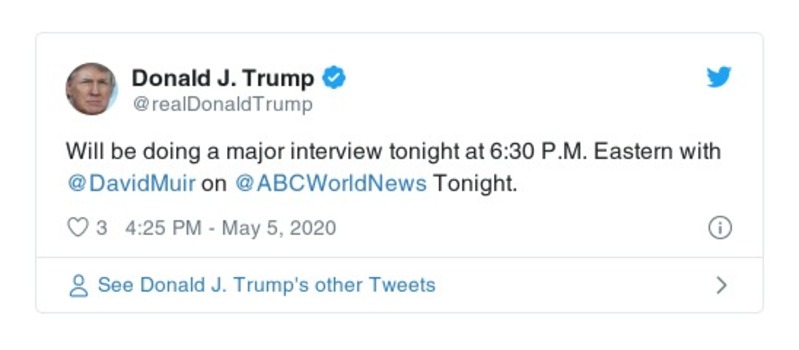 Donald J. Trump
@realDonaldTrump
Will be doing a major interview tonight at 6:30 P.M. Eastern with
@DavidMuir on @ABCWorldNews Tonight.
3 4:25 PM - May 5, 2020
See Donald J. Trump's other Tweets